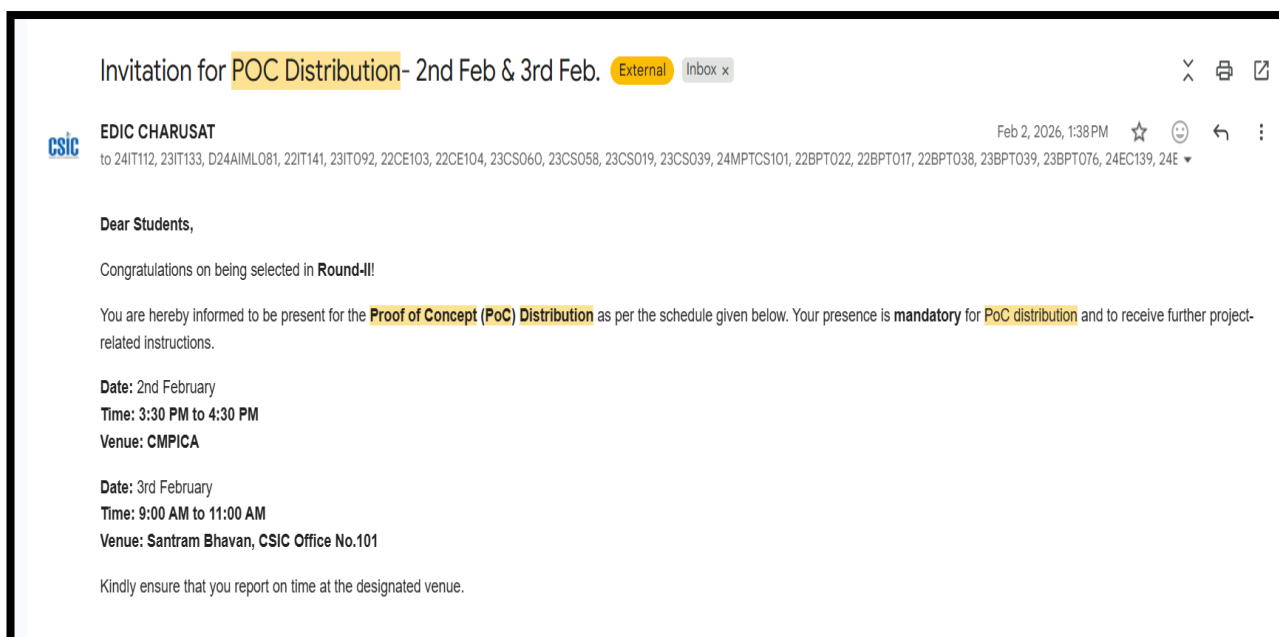 Invitation for POC Distribution- 2nd Feb & 3rd Feb. External Inbox x
csic
EDIC CHARUSAT
Feb 2, 2026, 1:38 PM
to 24IT112, 23IT133, D24AIML081, 22IT141, 23IT092, 22CE103, 22CE104, 23CS060, 23CS058, 23CS019, 23CS039, 24MPTCS101, 22BPT022, 22BPT017, 22BPT038, 23BPT039, 23BPT076, 24EC139, 24E
Dear Students,
Congratulations on being selected in Round-II!
You are hereby informed to be present for the Proof of Concept (PoC) Distribution as per the schedule given below. Your presence is mandatory for PoC distribution and to receive further project-
related instructions.
Date: 2nd February
Time: 3:30 PM to 4:30 PM
Venue: CMPICA
Date: 3rd February
Time: 9:00 AM to 11:00 AM
Venue: Santram Bhavan, CSIC Office No.101
Kindly ensure that you report on time at the designated venue.